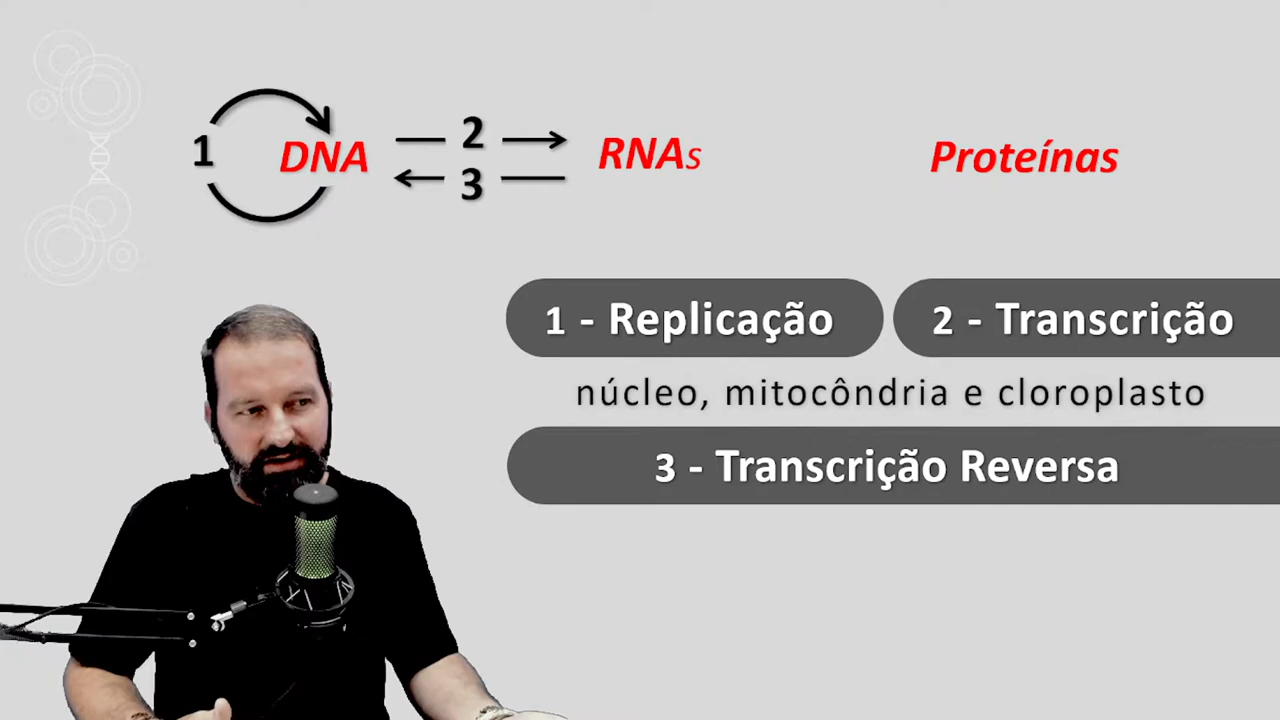 1 DNA 2 RNAs Proteínas
3
1 - Replicação 2 - Transcrição
núcleo, mitocôndria e cloroplasto
3 - Transcrição Reversa